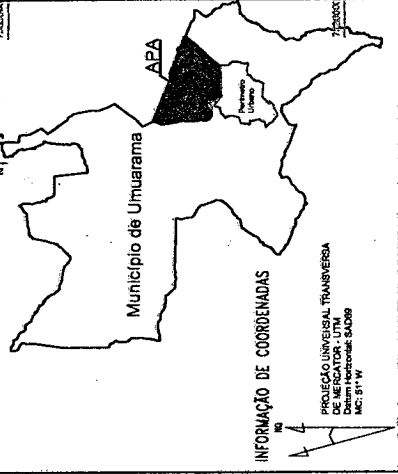 APA
Perímetro
Urbano
Município de Umuarama
INFORMAÇÃO DE COORDENADAS
NQ
PROJEÇÃO UNIVERSAL TRANSVERSA
DE MERCATOR - UTM
Datum Horizontal: SAD69
MC: 51° W